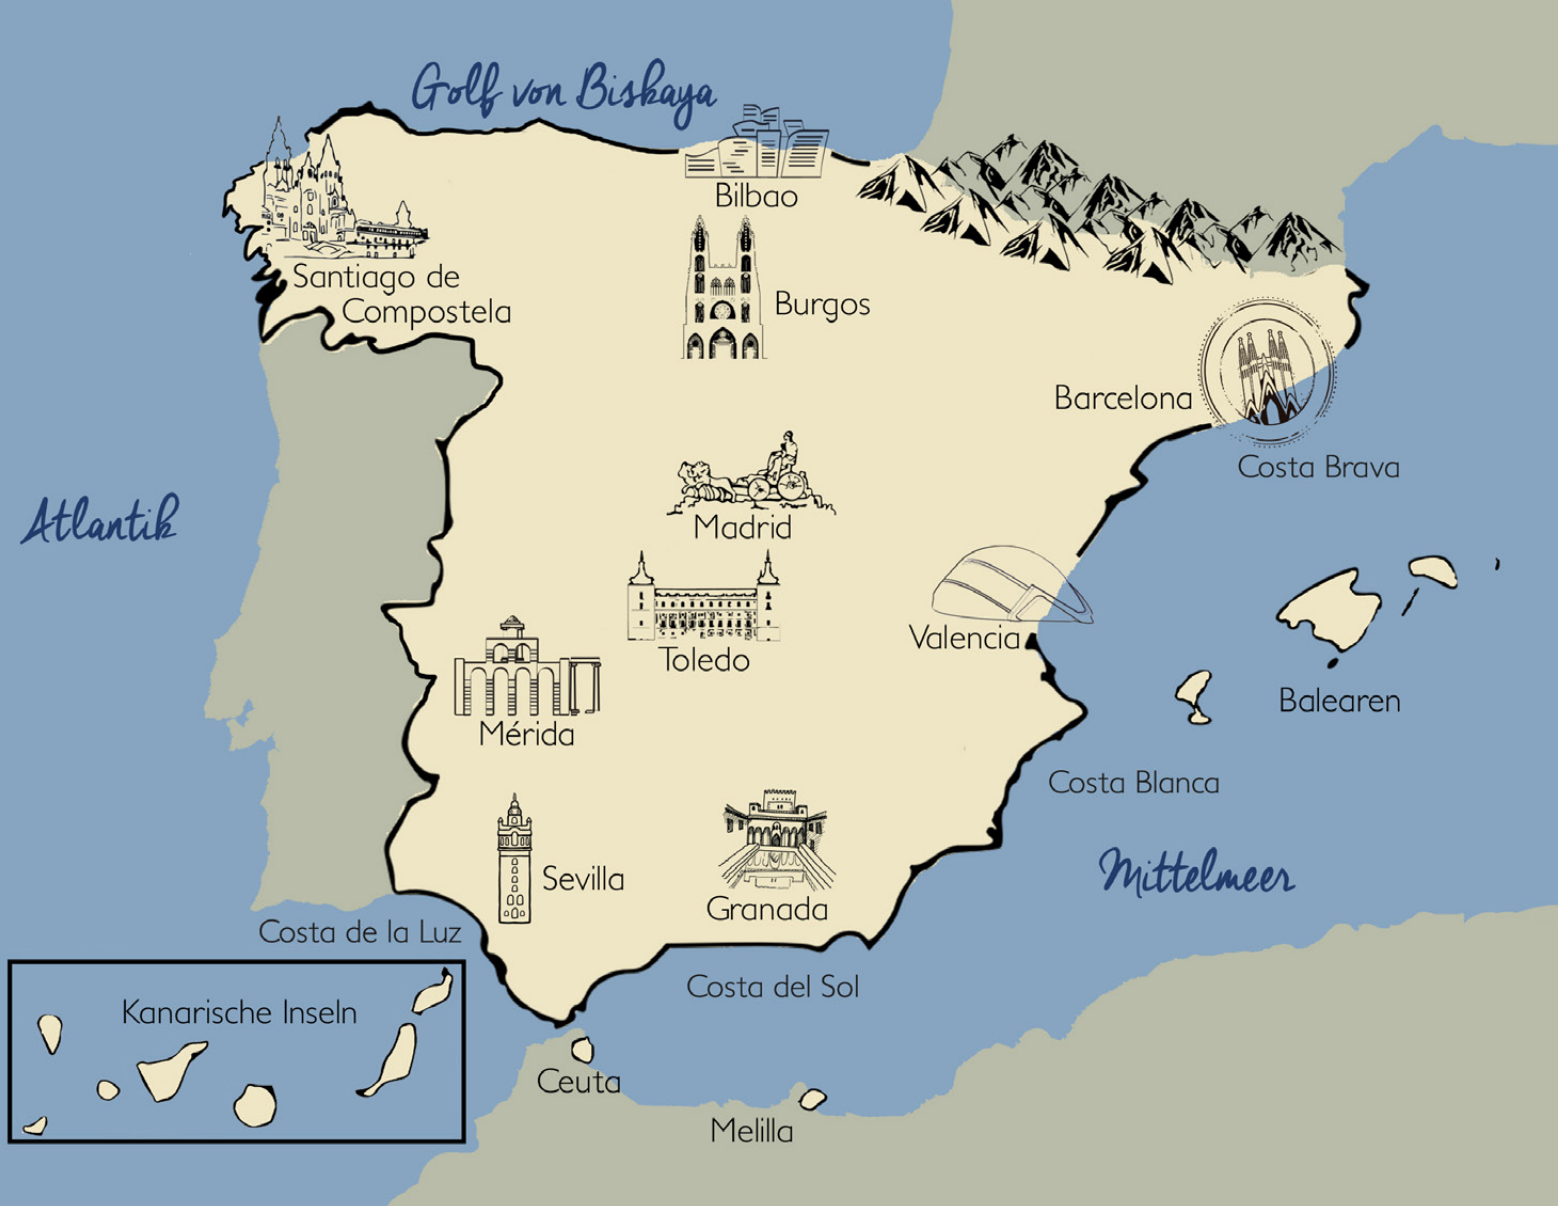 Golf von Biskaya
Bilbao
Santiago de
Compostela
Burgos
Barcelona
Costa Brava
Atlantik
Madrid
Valencia
Toledo
Balearen
Mérida
Costa Blanca
Mittelmeer
Sevilla
Granada
Costa de la Luz
Costa del Sol
Kanarische Inseln
Ceuta
Melilla